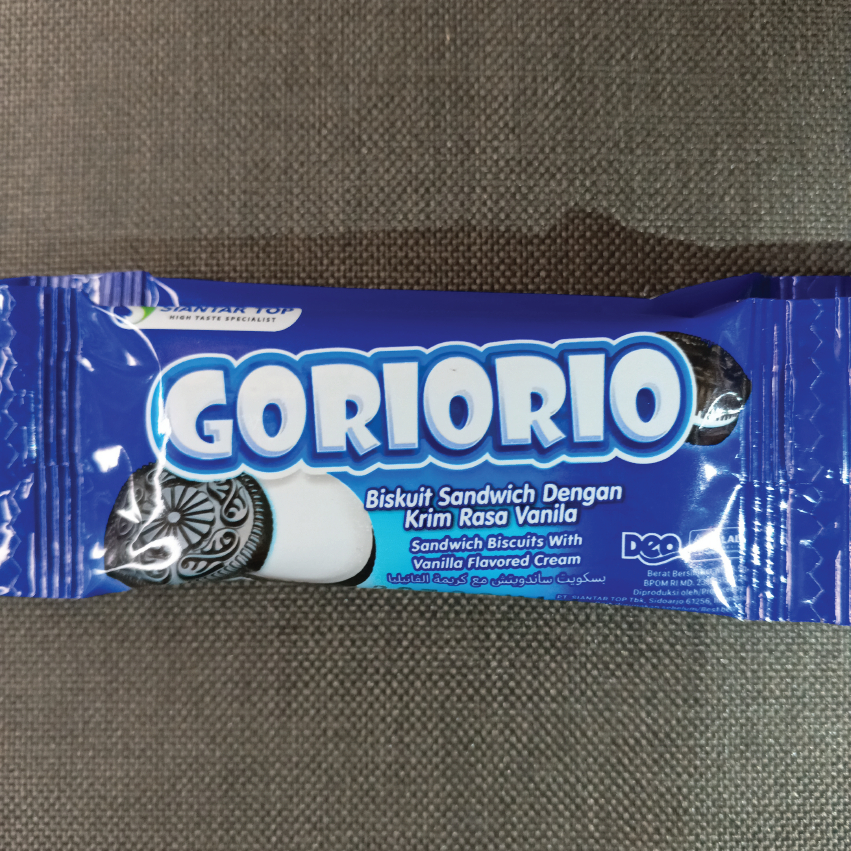 SIANTAR TOP
HIGH TASTE SPECIALIST
GORIORIO
Biskuit Sandwich Dengan
Krim Rasa Vanila
Sandwich Biscuits With
Vanilla Flavored Cream
بسكويت ساندويتش مع كريمة الفانيليا
Deo
Berat
BPOM RI MD.
Diproduksi oleh
PT. SIANTAR TOP Tbk, Sidoarjo 61256,